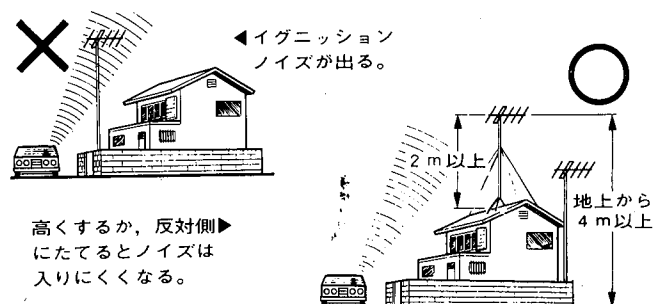 ◀イグニッション
ノイズが出る。
2m以上
地上から
4m以上
高くするか，反対側▶
にたてるとノイズは
入りにくくなる。